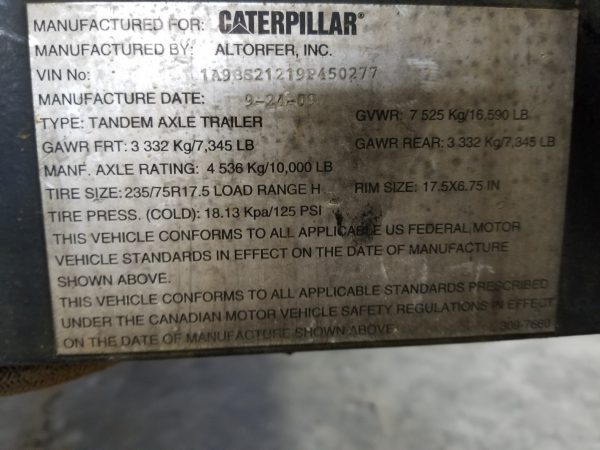 MANUFACTURED FOR: CATERPILLAR®
MANUFACTURED BY: ALTORFER, INC.
VIN No:
MANUFACTURE DATE: 9-24-09
TYPE: TANDEM AXLE TRAILER GVWR: 7 525 Kg/16,590 LB
GAWR FRT: 3 332 Kg/7,345 LB GAWR REAR: 3 332 Kg/7,345 LB
MANF. AXLE RATING: 4 536 Kg/10,000 LB
TIRE SIZE: 235/75R17.5 LOAD RANGE H RIM SIZE: 17.5X6.75 IN
TIRE PRESS. (COLD): 18.13 Kpa/125 PSI
THIS VEHICLE CONFORMS TO ALL APPLICABLE US FEDERAL MOTOR
VEHICLE STANDARDS IN EFFECT ON THE DATE OF MANUFACTURE
SHOWN ABOVE.
THIS VEHICLE CONFORMS TO ALL APPLICABLE STANDARDS PRESCRIBED
UNDER THE CANADIAN MOTOR VEHICLE SAFETY REGULATIONS IN EFFECT
ON THE DATE OF MANUFACTURE SHOWN ABOVE. 309-7660